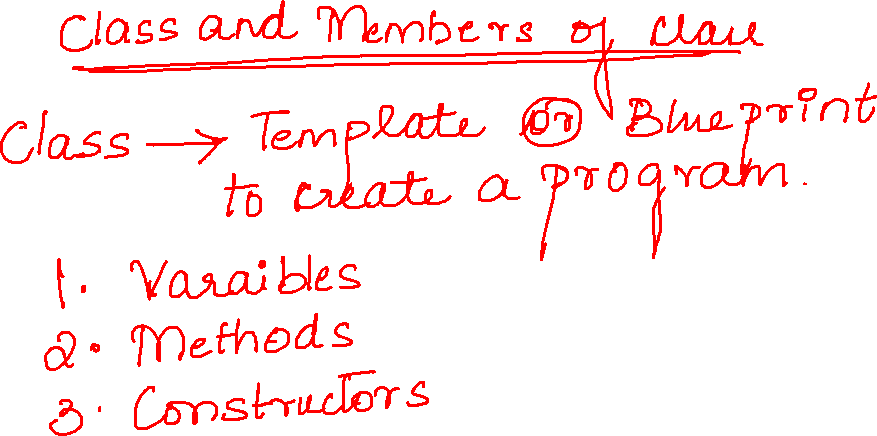 Class and Members of class
Class → Template or Blueprint
to create a program.
1. Varaibles
2. Methods
3. Constructors